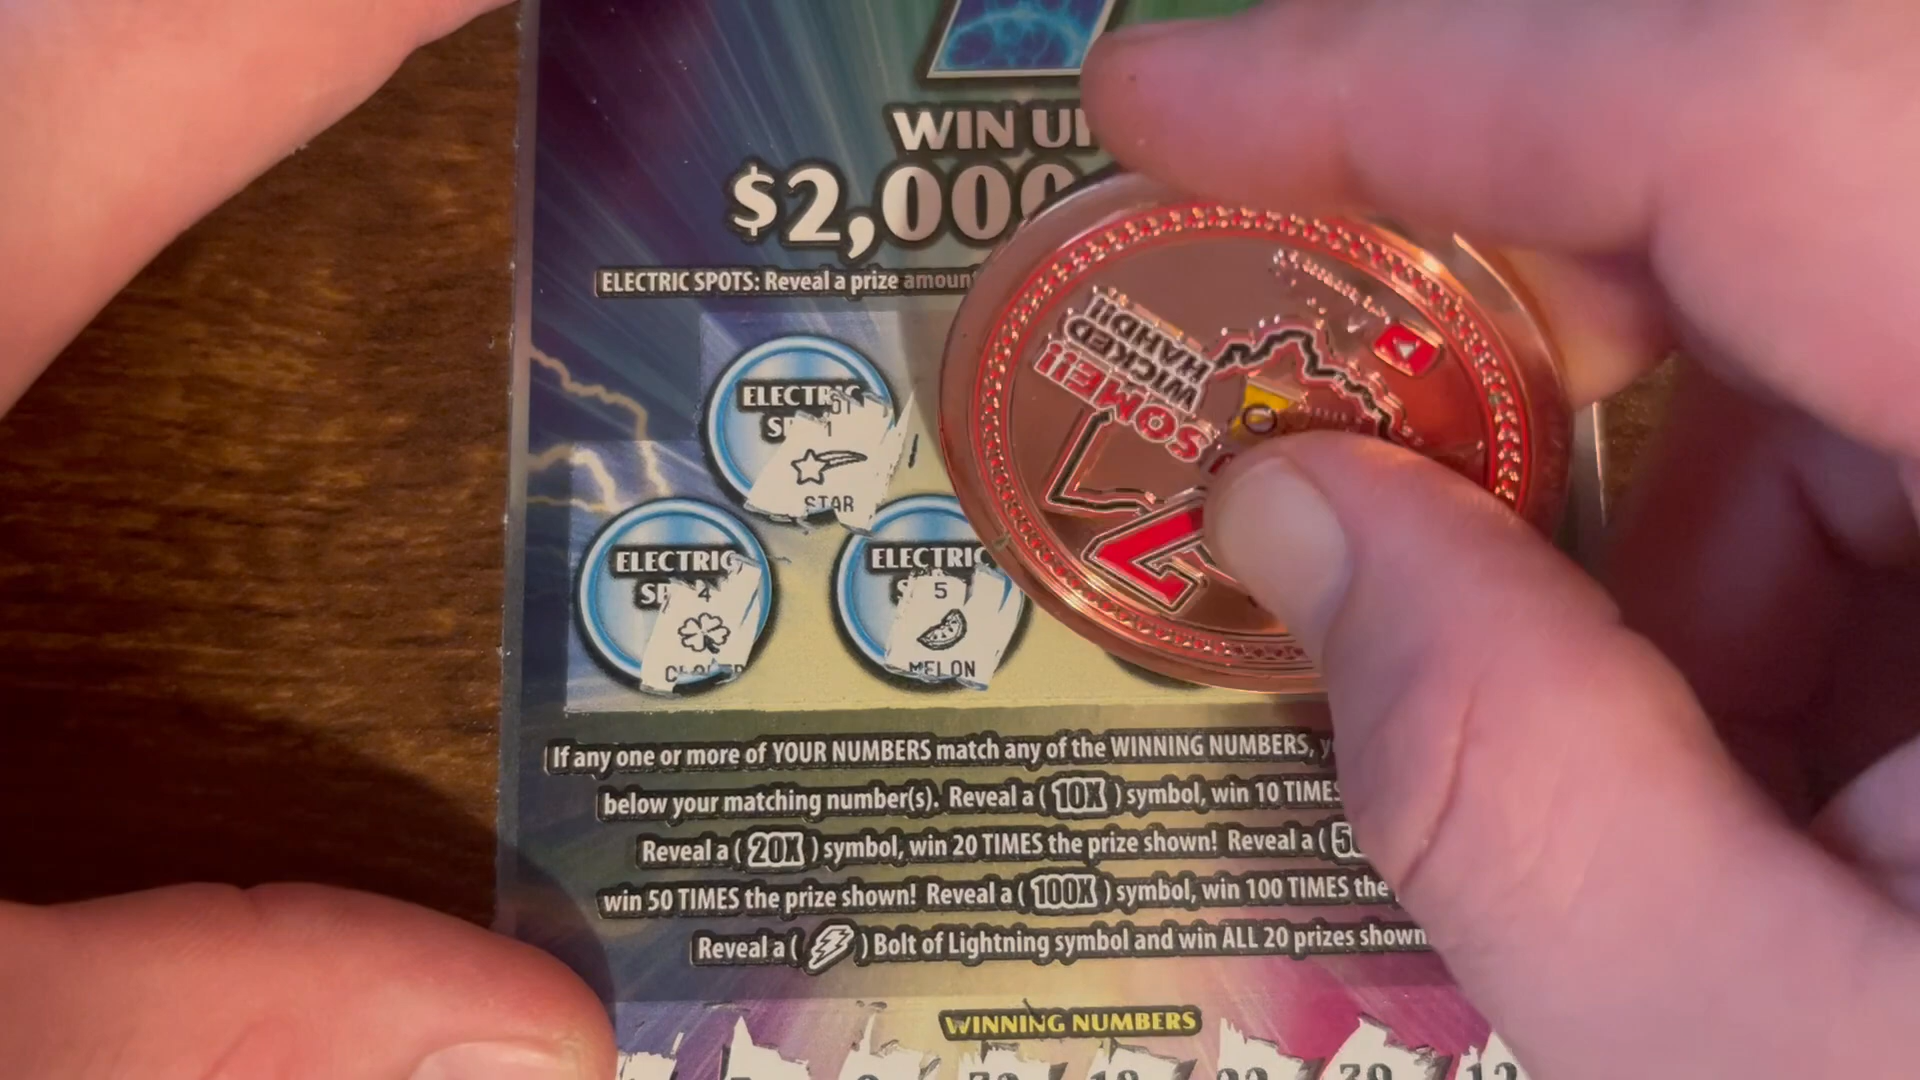 WIN UP
$2,000
ELECTRIC SPOTS: Reveal a prize amount
ELECTRIC
STAR
ELECTRIC
4
CLOVER
ELECTRIC
5
MELON
SOME!!
WICKED
HAHD!!
If any one or more of YOUR NUMBERS match any of the WINNING NUMBERS,
below your matching number(s). Reveal a ( 10X ) symbol, win 10 TIMES
Reveal a ( 20X ) symbol, win 20 TIMES the prize shown! Reveal a (
win 50 TIMES the prize shown! Reveal a ( 100X ) symbol, win 100 TIMES the
Reveal a ( ) Bolt of Lightning symbol and win ALL 20 prizes shown
WINNING NUMBERS